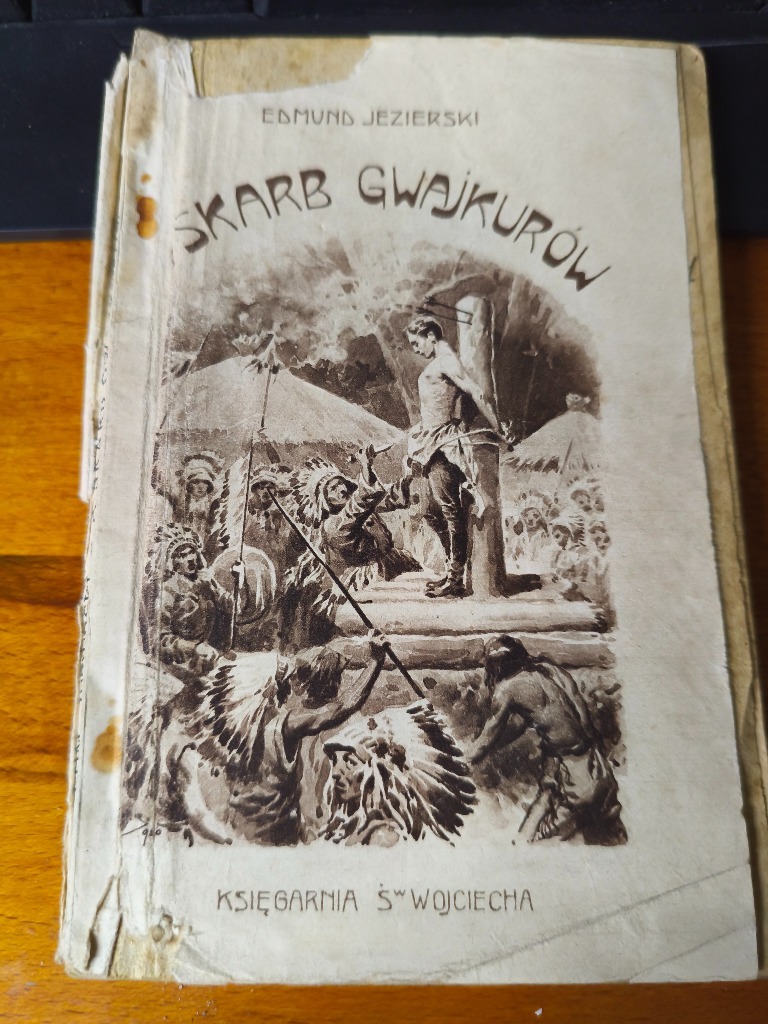 EDMUND JEZIERSKI
SKARB GWAJKURÓW
KSIĘGARNIA Św WOJCIECHA